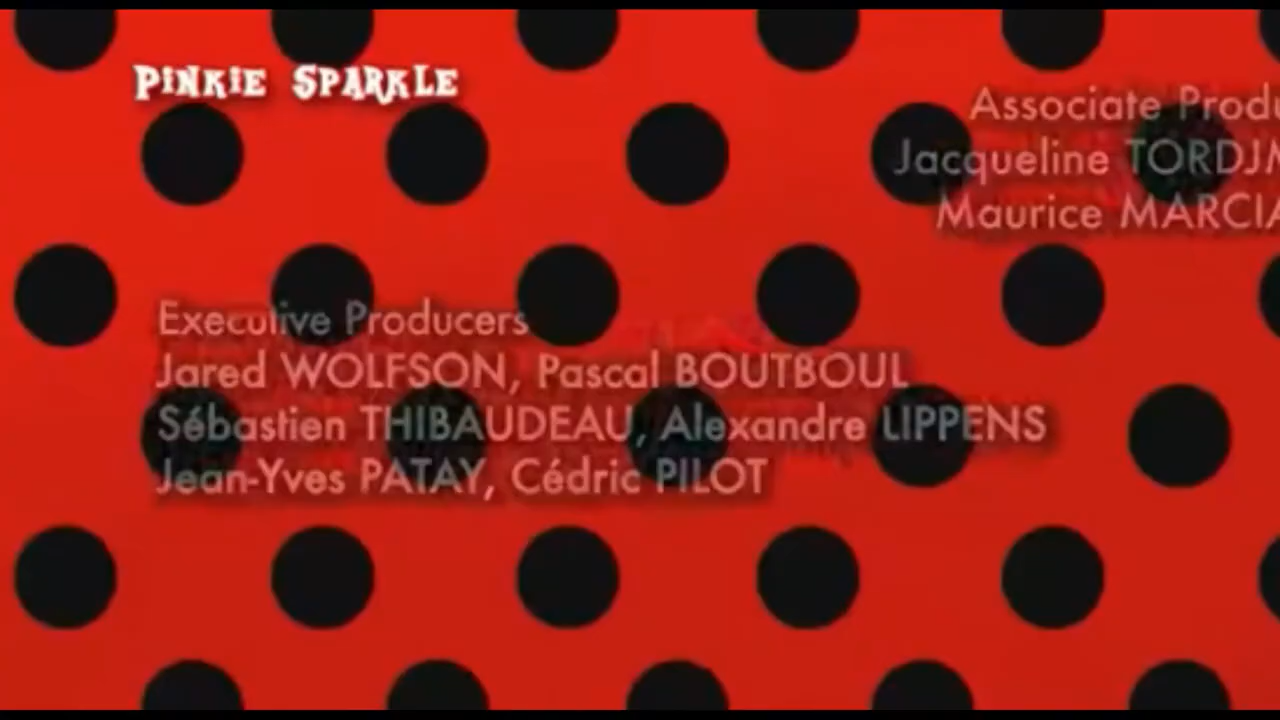 PINKIE SPARKLE
Associate Produ
Jacqueline TORDJM
Maurice MARCIA
Executive Producers
Jared WOLFSON, Pascal BOUTBOUL
Sébastien THIBAUDEAU, Alexandre LIPPENS
Jean-Yves PATAY, Cédric PILOT